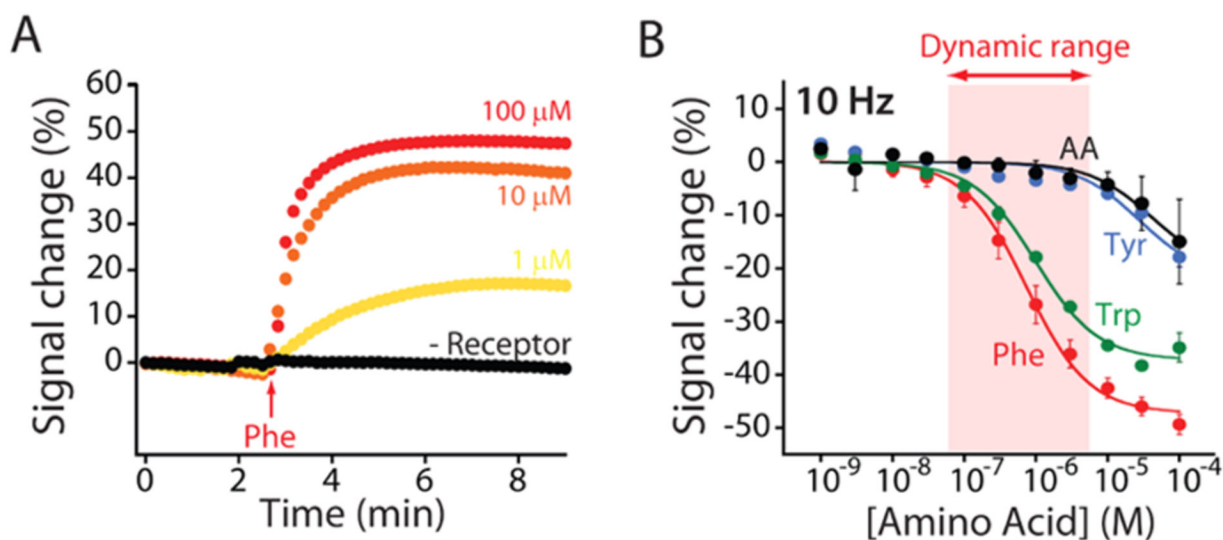 A
Signal change (%)
60
50
40
30
20
10
0
100 µM
10 µM
1 µM
- Receptor
Phe
0 2 4 6 8
Time (min)
B
Dynamic range
10 Hz
Signal change (%)
10
0
-10
-20
-30
-40
-50
AA
Tyr
Trp
Phe
10⁻⁹ 10⁻⁸ 10⁻⁷ 10⁻⁶ 10⁻⁵ 10⁻⁴
[Amino Acid] (M)